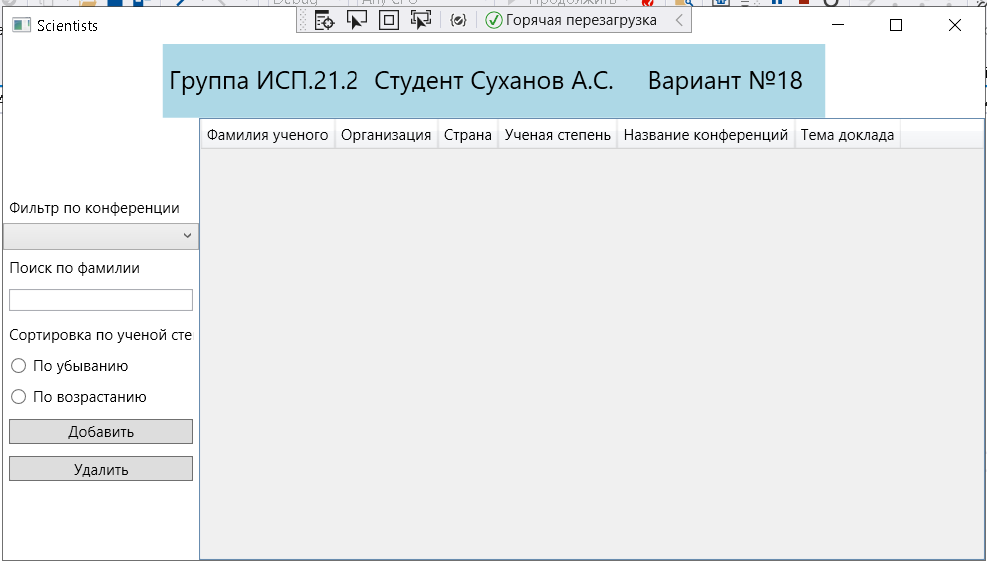 Scientists
Горячая перезагрузка
Группа ИСП.21.2 Студент Суханов А.С. Вариант №18
Фамилия ученого Организация Страна Ученая степень Название конференций Тема доклада
Фильтр по конференции
Поиск по фамилии
Сортировка по ученой сте
По убыванию
По возрастанию
Добавить
Удалить